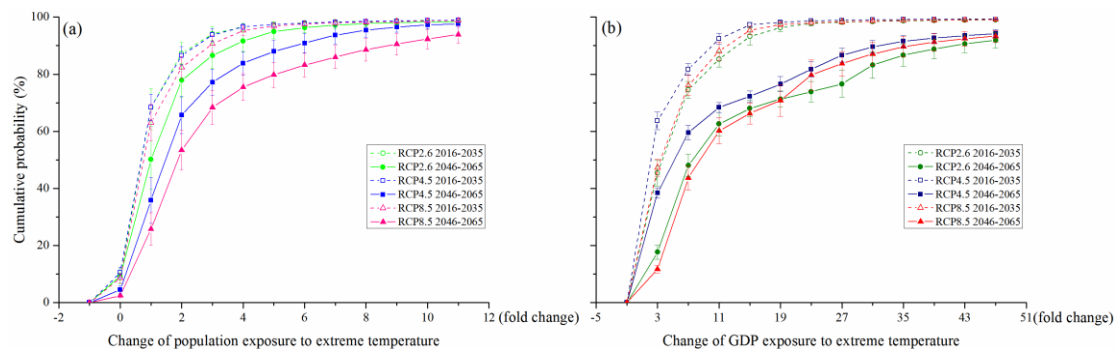 (a)
Cumulative probability (%)
100
80
60
40
20
0
RCP2.6 2016-2035
RCP2.6 2046-2065
RCP4.5 2016-2035
RCP4.5 2046-2065
RCP8.5 2016-2035
RCP8.5 2046-2065
-2 0 2 4 6 8 10 12 (fold change)
Change of population exposure to extreme temperature
(b)
100
80
60
40
20
0
RCP2.6 2016-2035
RCP2.6 2046-2065
RCP4.5 2016-2035
RCP4.5 2046-2065
RCP8.5 2016-2035
RCP8.5 2046-2065
-5 3 11 19 27 35 43 51 (fold change)
Change of GDP exposure to extreme temperature